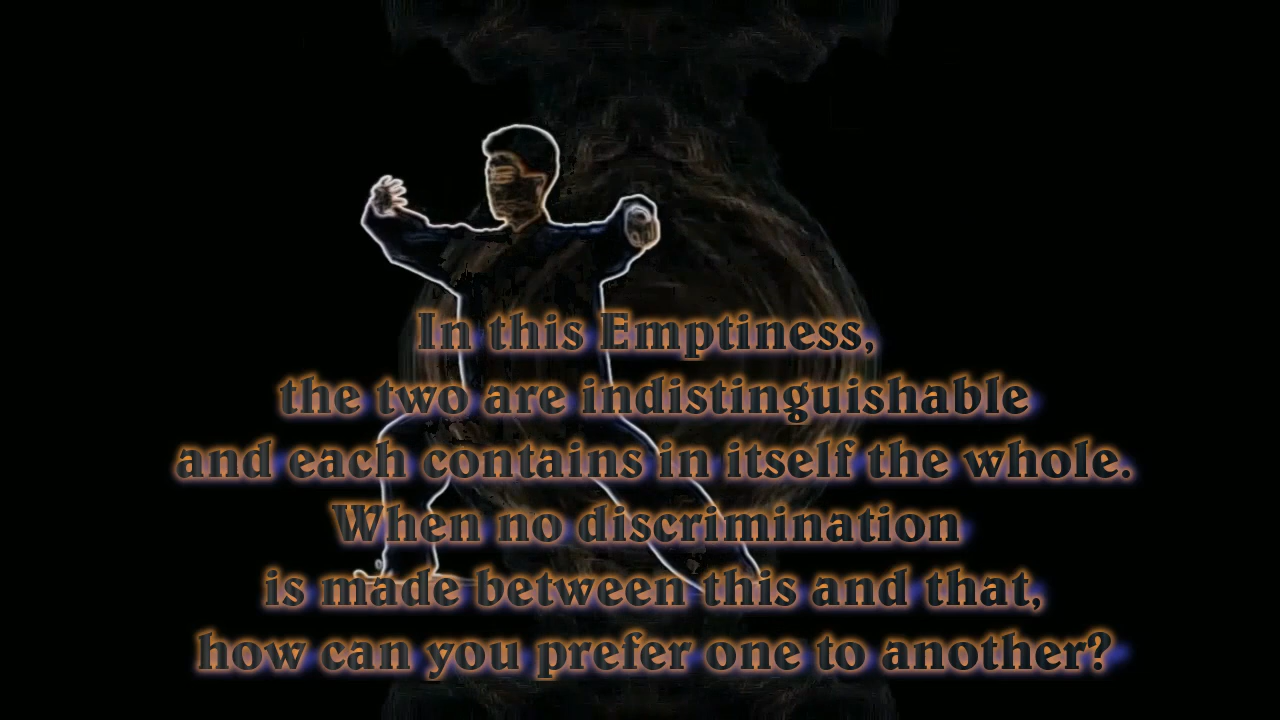 In this Emptiness,
the two are indistinguishable
and each contains in itself the whole.
When no discrimination
is made between this and that,
how can you prefer one to another?